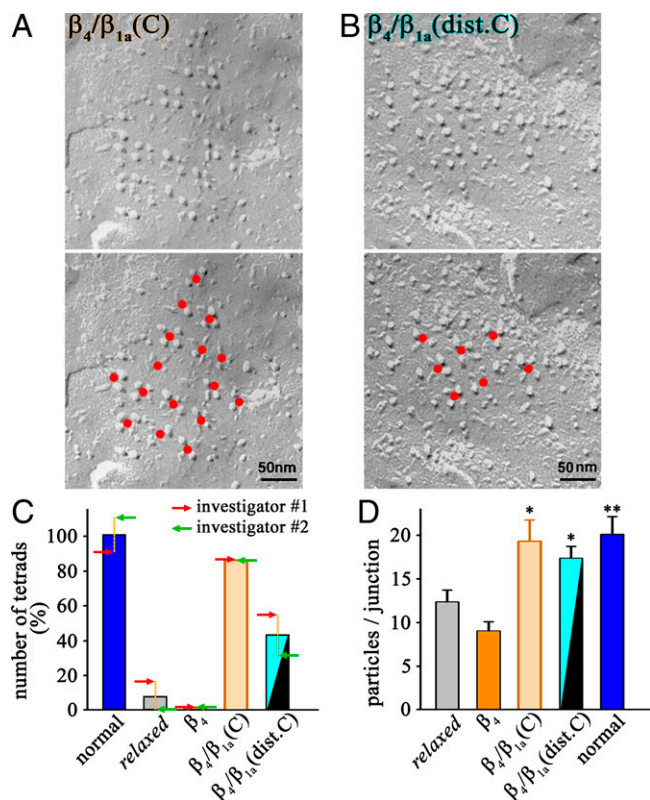 A
β4/β1a(C)
B
β4/β1a(dist.C)
50nm
50nm
C
investigator #1
investigator #2
number of tetrads
(%)
100
80
60
40
20
0
normal
relaxed
β4
β4/β1a(C)
β4/β1a(dist.C)
D
particles / junction
20
15
10
5
0
*
*
**
relaxed
β4
β4/β1a(C)
β4/β1a(dist.C)
normal